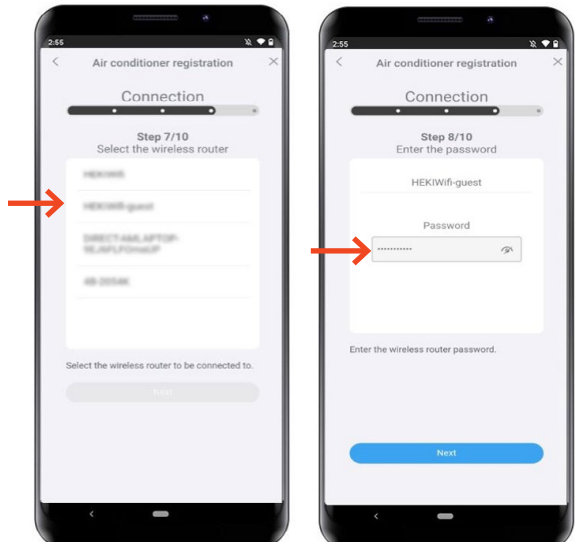 2:55
Air conditioner registration
Connection
Step 7/10
Select the wireless router
HEKIWifi
HEKIWifi-guest
Select the wireless router to be connected to.
Next
2:55
Air conditioner registration
Connection
Step 8/10
Enter the password
HEKIWifi-guest
Password
Enter the wireless router password.
Next